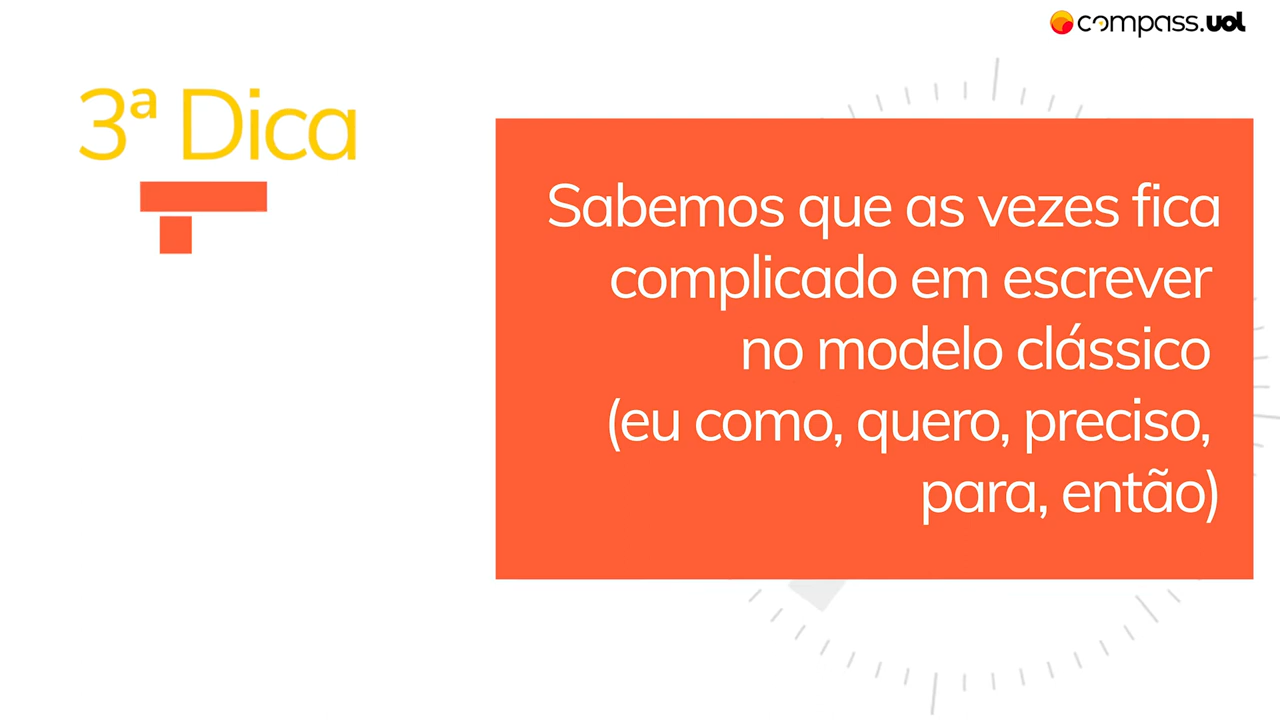 compass.uol
3ª Dica
Sabemos que as vezes fica
complicado em escrever
no modelo clássico
(eu como, quero, preciso,
para, então)